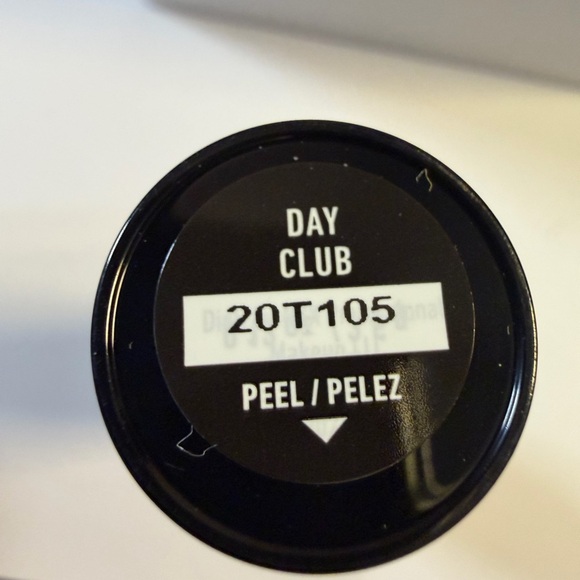 DAY
CLUB
20T105
PEEL / PELEZ